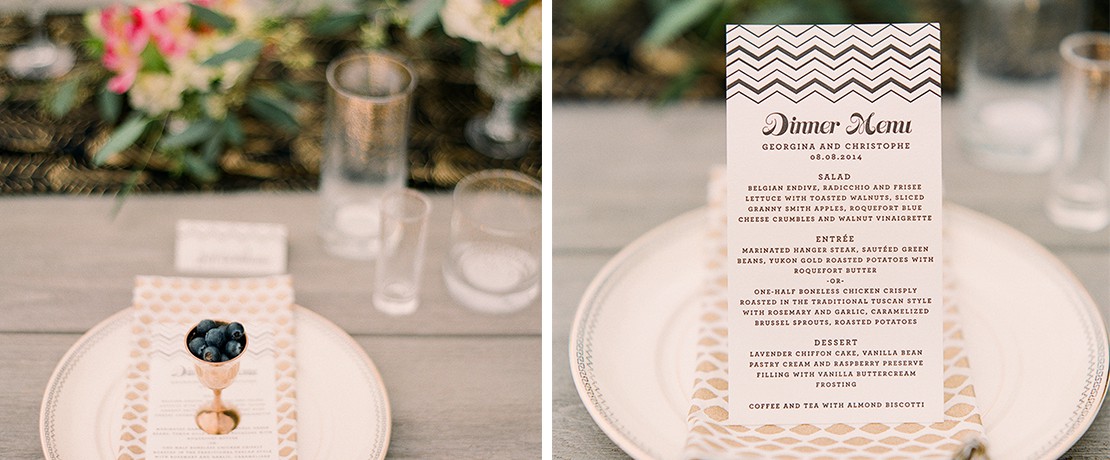 Dinner Menu
GEORGINA AND CHRISTOPHE
08.08.2014
SALAD
BELGIAN ENDIVE, RADICCHIO AND FRISEE
LETTUCE WITH TOASTED WALNUTS, SLICED
GRANNY SMITH APPLES, ROQUEFORT BLUE
CHEESE CRUMBLES AND WALNUT VINAIGRETTE
ENTRÉE
MARINATED HANGER STEAK, SAUTÉED GREEN
BEANS, YUKON GOLD ROASTED POTATOES WITH
ROQUEFORT BUTTER
-OR-
ONE-HALF BONELESS CHICKEN CRISPLY
ROASTED IN THE TRADITIONAL TUSCAN STYLE
WITH ROSEMARY AND GARLIC, CARAMELIZED
BRUSSEL SPROUTS, ROASTED POTATOES
DESSERT
LAVENDER CHIFFON CAKE, VANILLA BEAN
PASTRY CREAM AND RASPBERRY PRESERVE
FILLING WITH VANILLA BUTTERCREAM
FROSTING
COFFEE AND TEA WITH ALMOND BISCOTTI